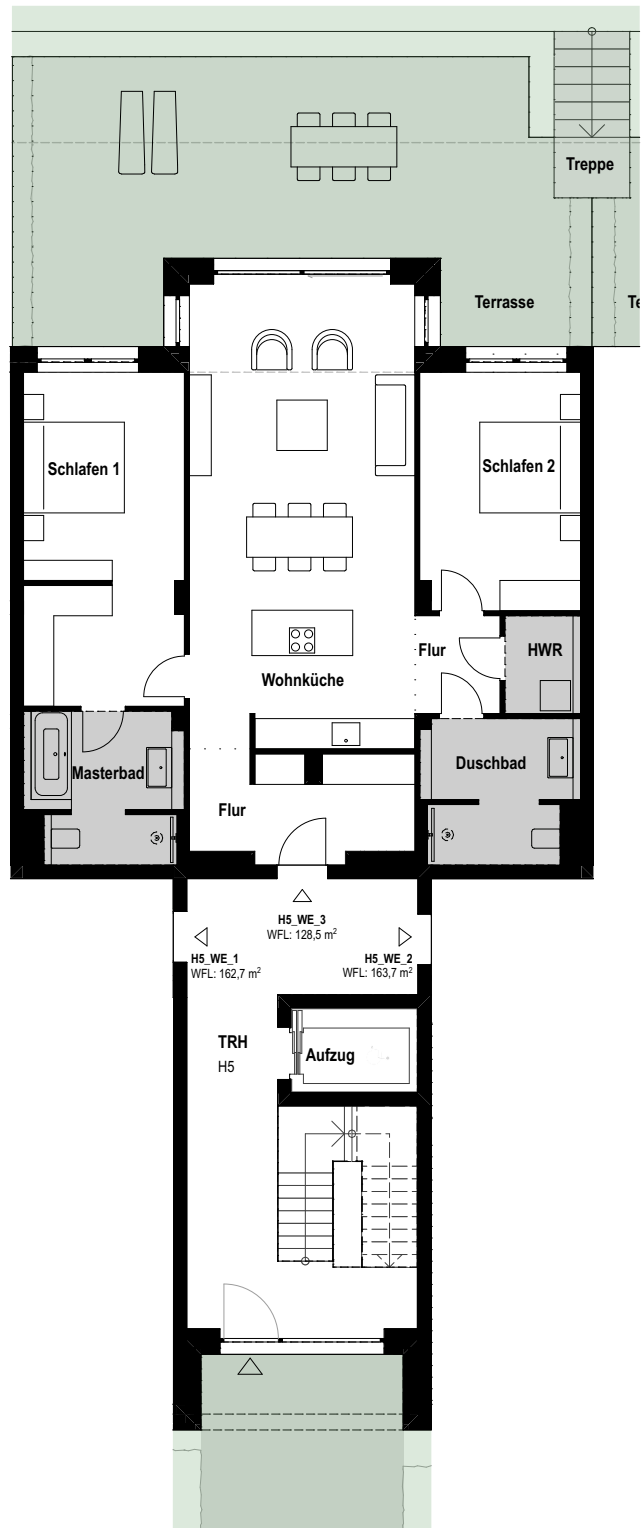 Treppe
Terrasse
Te
Schlafen 1
Schlafen 2
Flur
HWR
Wohnküche
Masterbad
Duschbad
Flur
H5_WE_3
WFL: 128,5 m²
H5_WE_1
WFL: 162,7 m²
H5_WE_2
WFL: 163,7 m²
TRH
H5
Aufzug